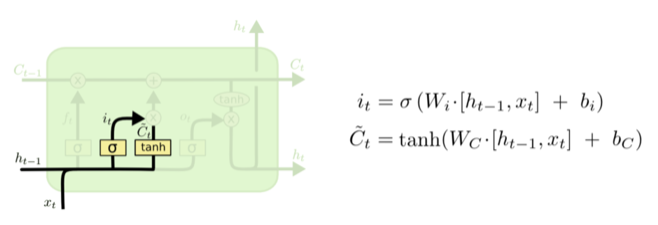 h_t
C_{t-1}
C_t
tanh
f_t
i_t
C̃_t
o_t
σ
σ
tanh
σ
h_{t-1}
h_t
x_t
i_t = σ (W_i·[h_{t-1}, x_t] + b_i)
C̃_t = tanh(W_C·[h_{t-1}, x_t] + b_C)